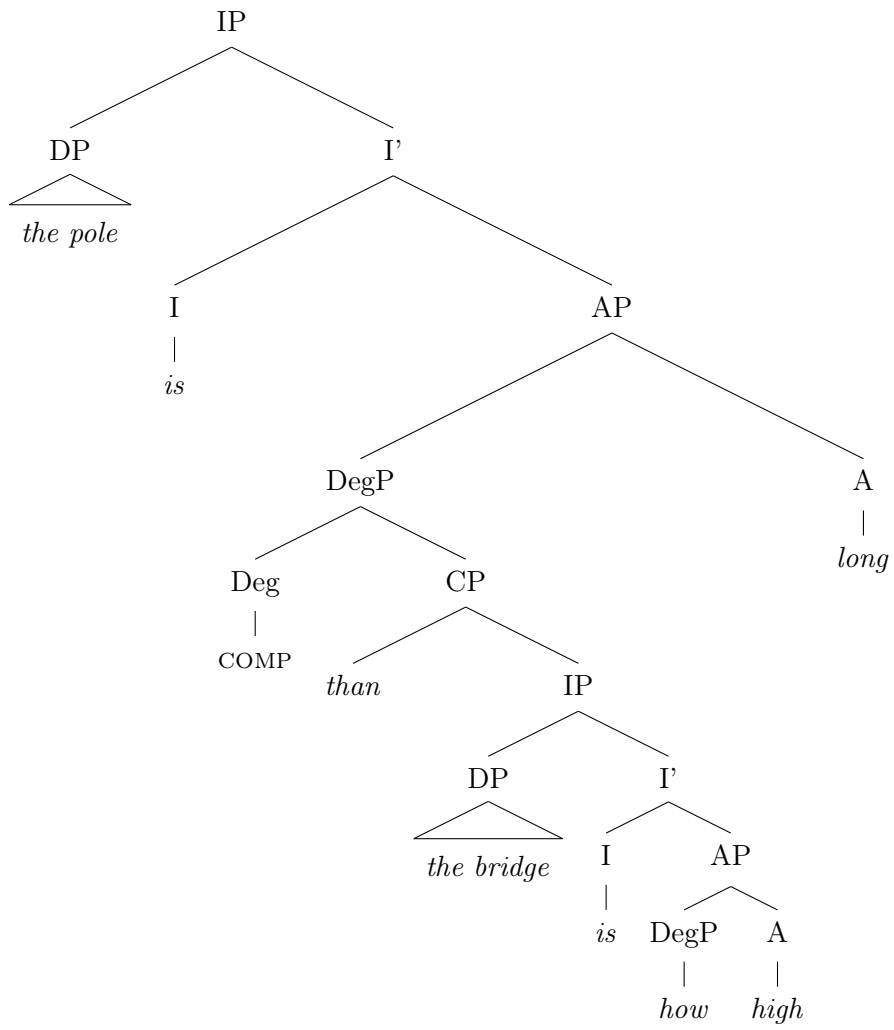 IP
DP I'
the pole
I AP
is
DegP A
Deg CP long
COMP than IP
DP I'
the bridge I AP
is DegP A
how high